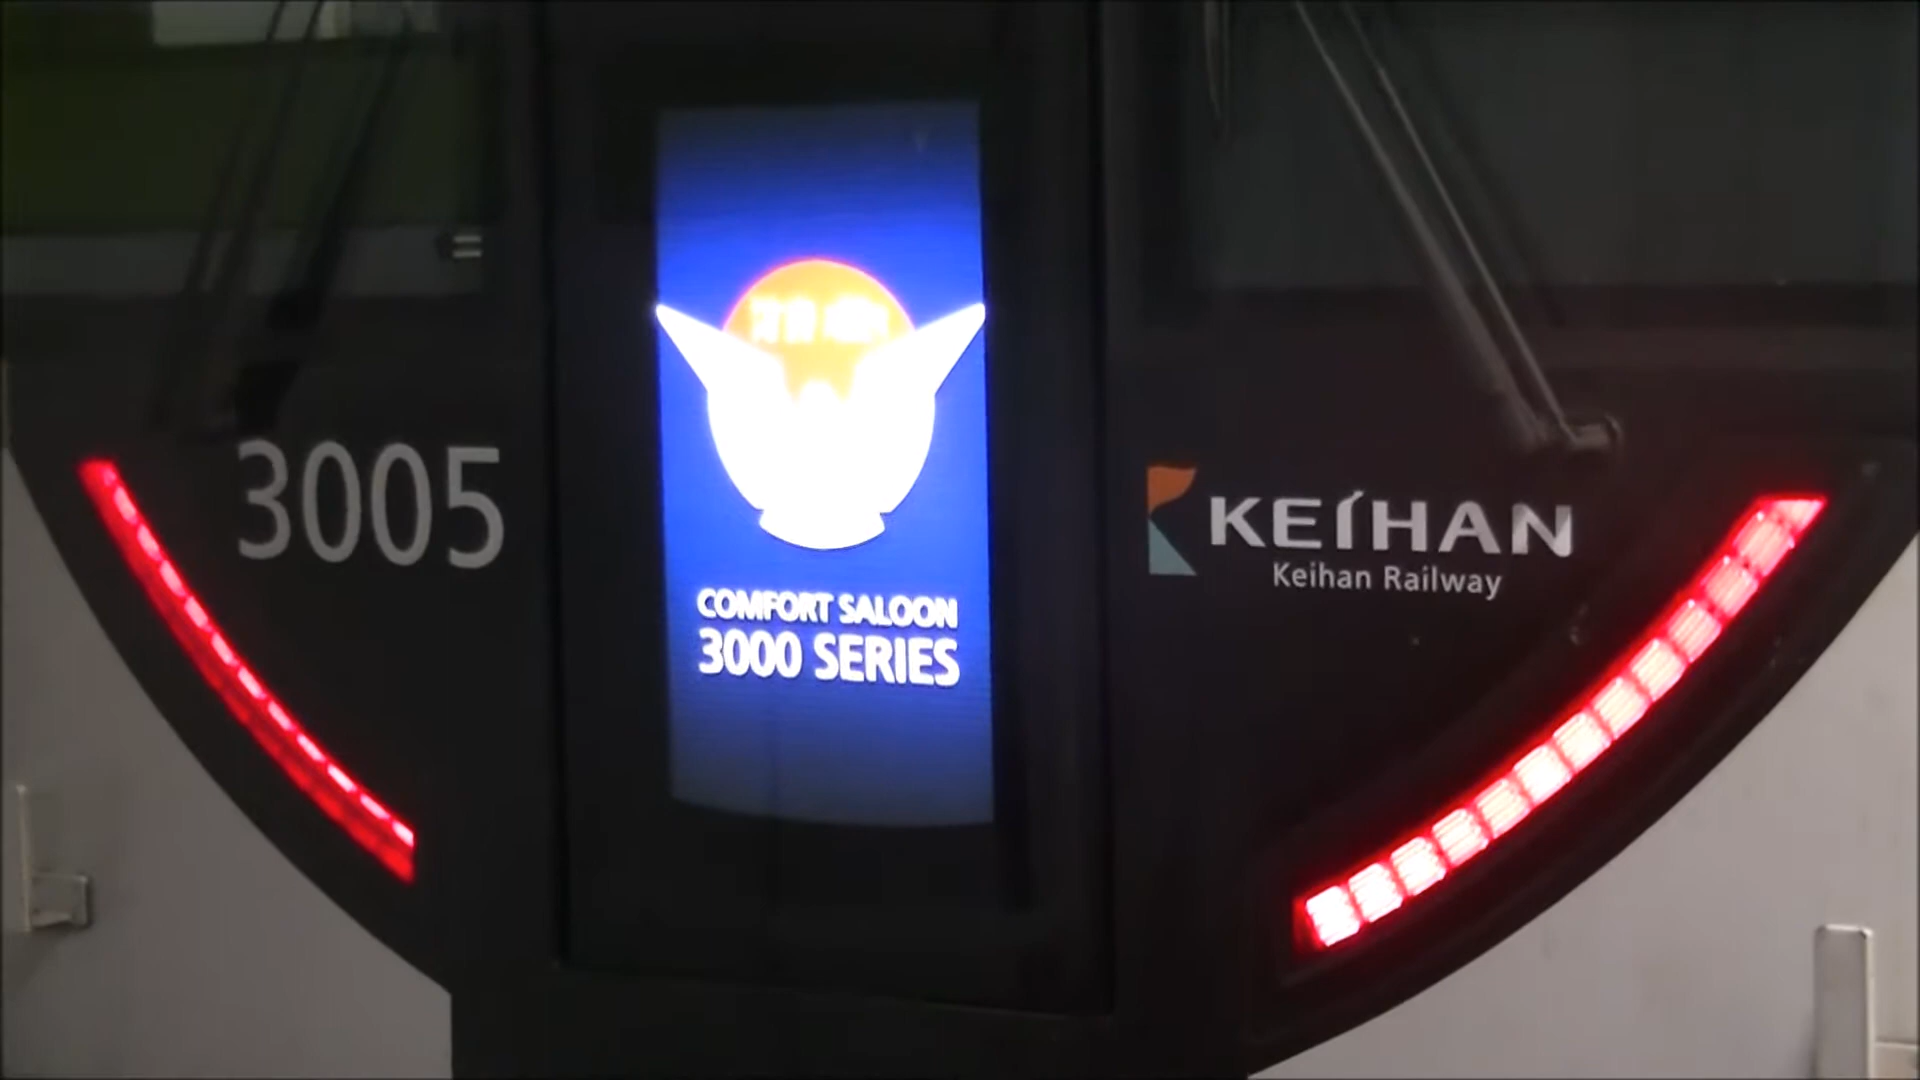 3005
COMFORT SALOON
3000 SERIES
KEIHAN
Keihan Railway